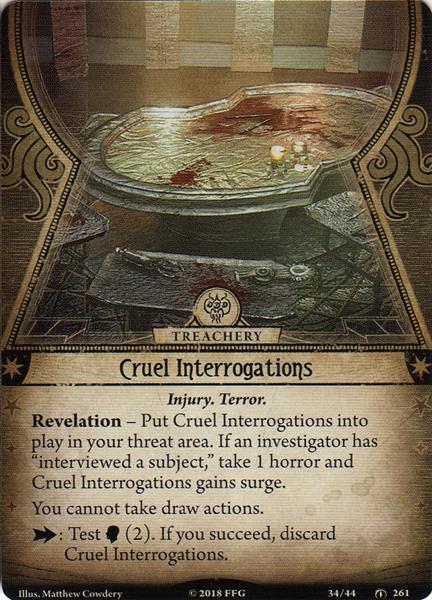 TREACHERY
Cruel Interrogations
Injury. Terror.
Revelation – Put Cruel Interrogations into
play in your threat area. If an investigator has
“interviewed a subject,” take 1 horror and
Cruel Interrogations gains surge.
You cannot take draw actions.
: Test (2). If you succeed, discard
Cruel Interrogations.
Illus. Matthew Cowdery © 2018 FFG 34/44 261